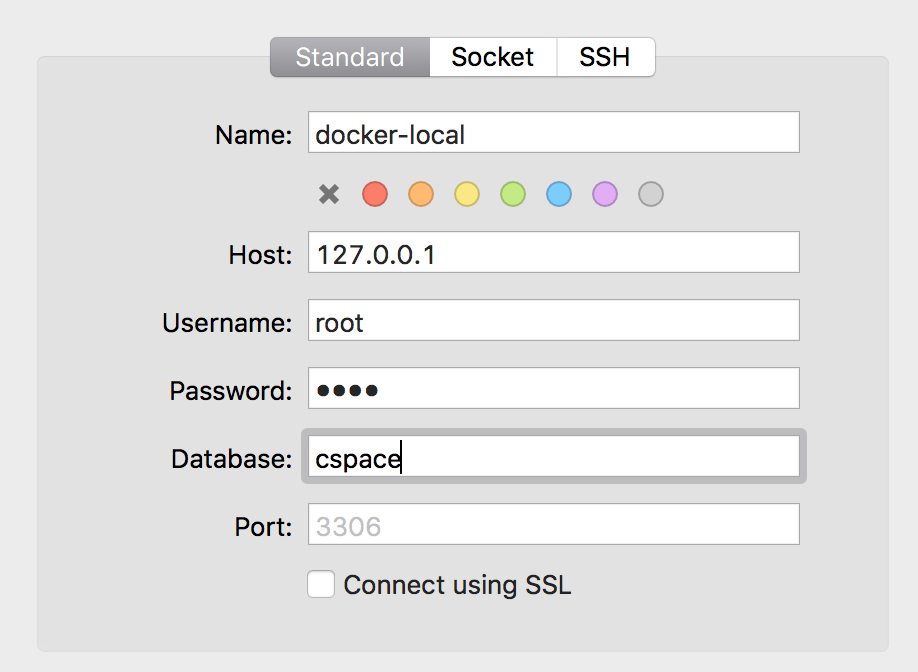 Standard Socket SSH
Name: docker-local
Host: 127.0.0.1
Username: root
Password: ••••
Database: cspace
Port: 3306
Connect using SSL